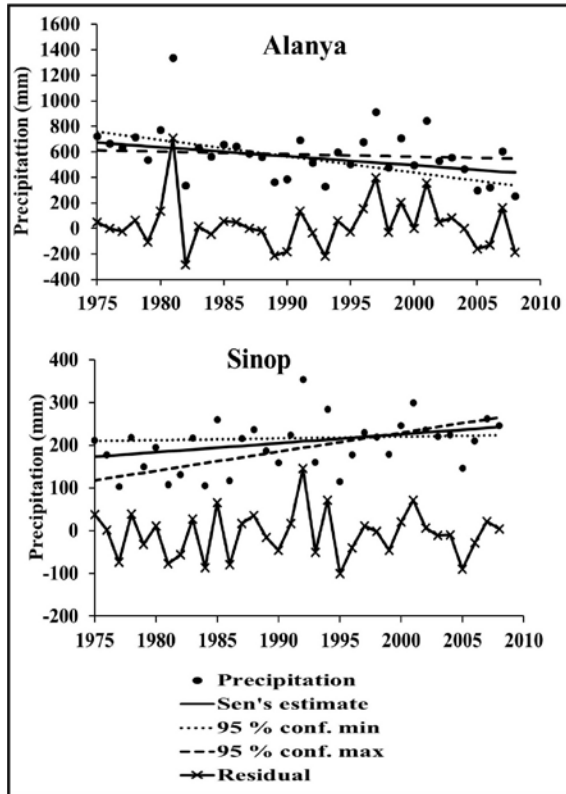 Alanya
Precipitattion (mm)
1600
1400
1200
1000
800
600
400
200
0
-200
-400
1975 1980 1985 1990 1995 2000 2005 2010
Sinop
Precipitation (mm)
400
300
200
100
0
-100
-200
1975 1980 1985 1992 1995 2000 2005 2010
Precipitation
Sen's estimate
95 % conf. min
95 % conf. max
Residual